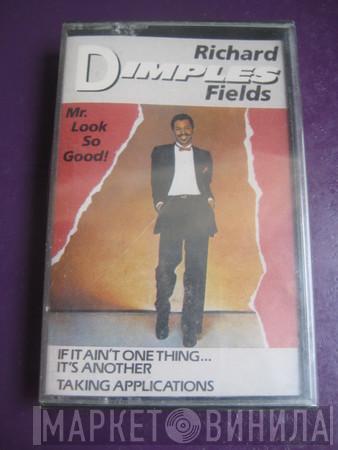 Richard
DIMPLES
Fields
Mr.
Look
So
Good!
IF IT AIN'T ONE THING...
IT'S ANOTHER
TAKING APPLICATIONS
МАРКЕТ ВИНИЛА